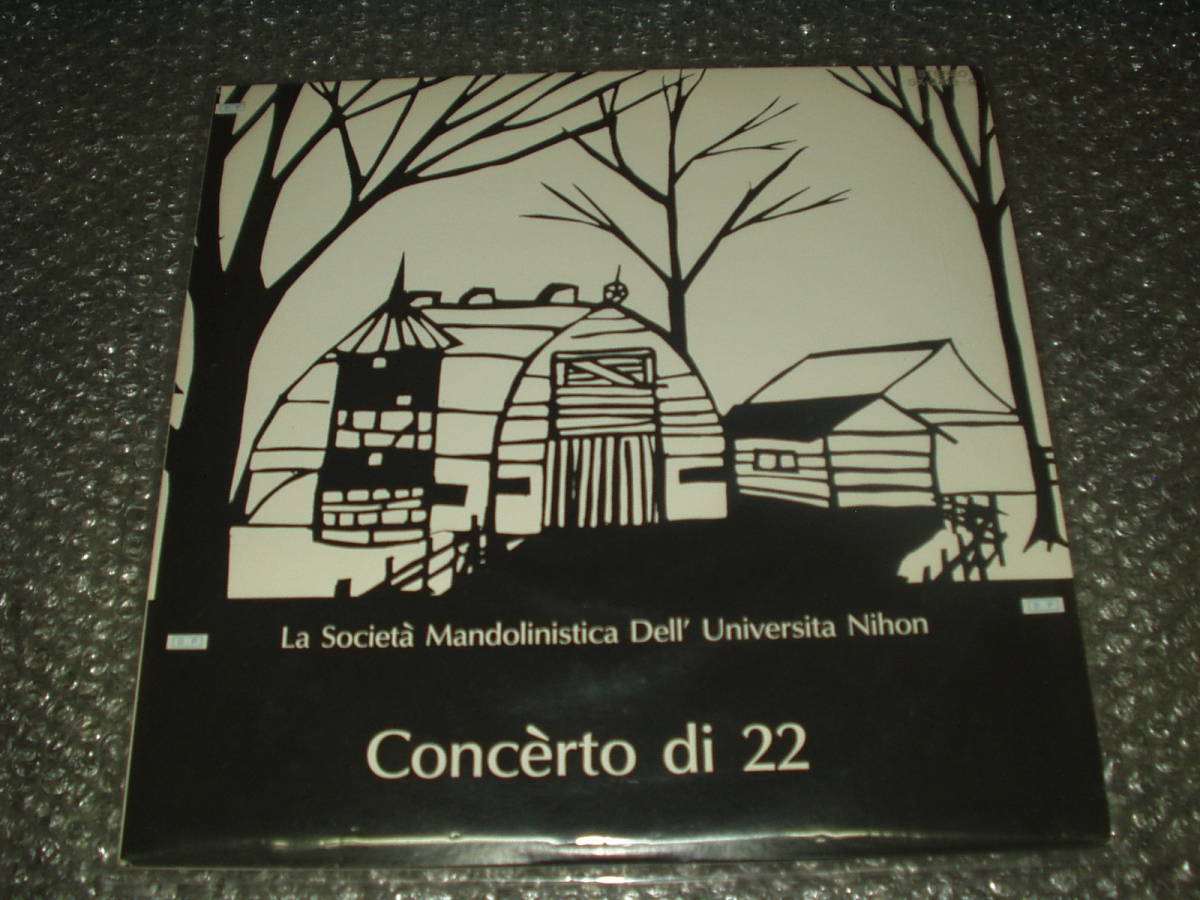 La Società Mandolinistica Dell' Universita Nihon
Concèrto di 22